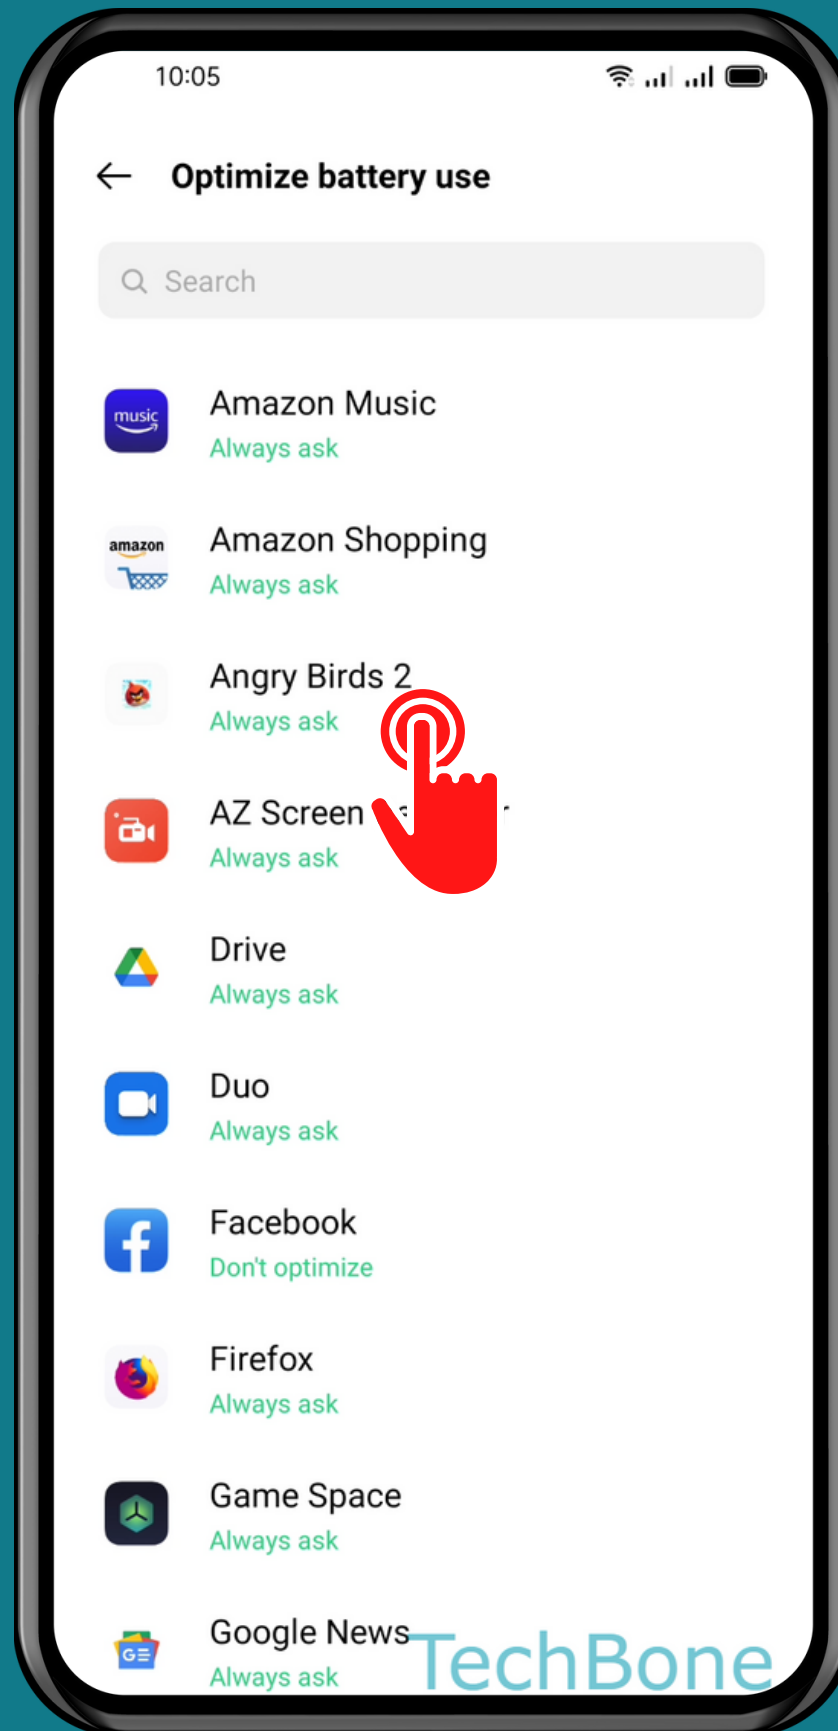 10:05
Optimize battery use
Search
music
Amazon Music
Always ask
amazon
Amazon Shopping
Always ask
Angry Birds 2
Always ask
AZ Screen
Always ask
Drive
Always ask
Duo
Always ask
Facebook
Don't optimize
Firefox
Always ask
Game Space
Always ask
GE
Google News
Always ask
TechBone